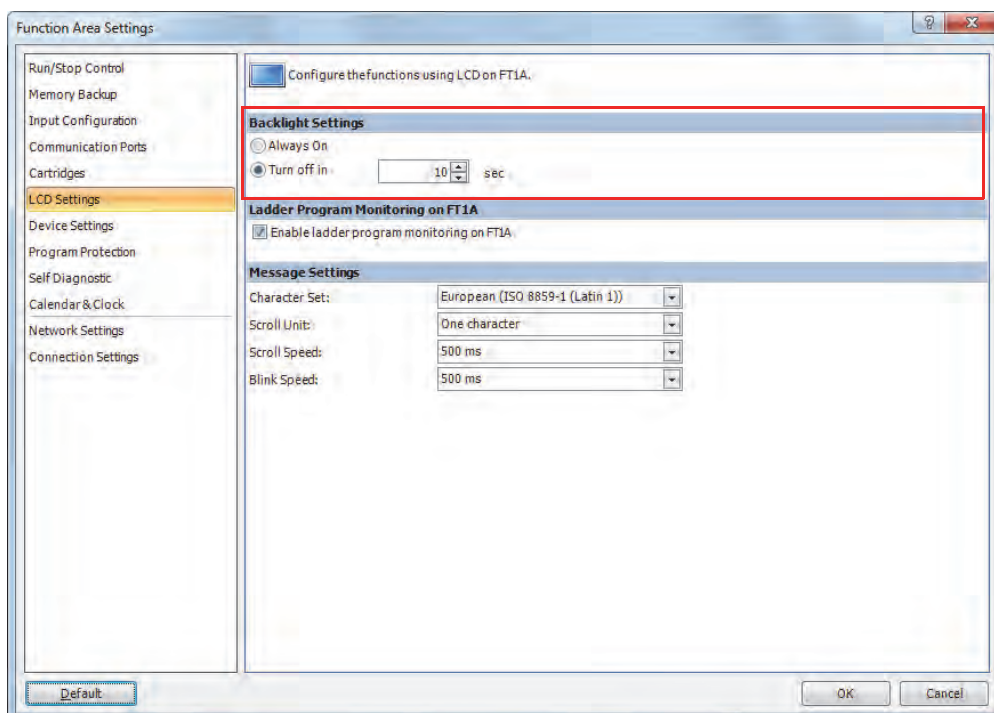 Function Area Settings
Run/Stop Control
Memory Backup
Input Configuration
Communication Ports
Cartridges
LCD Settings
Device Settings
Program Protection
Self Diagnostic
Calendar & Clock
Network Settings
Connection Settings
Configure the functions using LCD on FT1A.
Backlight Settings
Always On
Turn off in 10 sec
Ladder Program Monitoring on FT1A
Enable ladder program monitoring on FT1A
Message Settings
Character Set: European (ISO 8859-1 (Latin 1))
Scroll Unit: One character
Scroll Speed: 500 ms
Blink Speed: 500 ms
Default OK Cancel